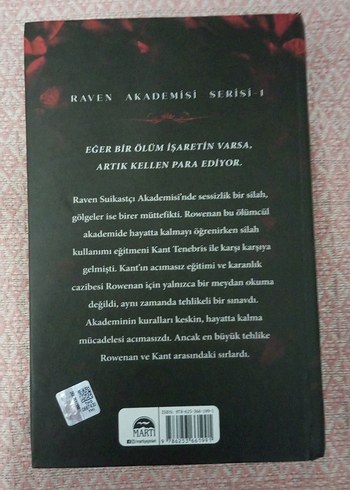 RAVEN AKADEMİSİ SERİSİ-1
EĞER BİR ÖLÜM İŞARETİN VARSA,
ARTIK KELLEN PARA EDİYOR.
Raven Suikastçı Akademisi'nde sessizlik bir silah,
gölgeler ise birer müttefikti. Rowenan bu ölümcül
akademide hayatta kalmayı öğrenirken silah
kullanımı eğitmeni Kant Tenebris ile karşı karşıya
gelmişti. Kant'ın acımasız eğitimi ve karanlık
cazibesi Rowenan için yalnızca bir meydan okuma
değildi, aynı zamanda tehlikeli bir sınavdı.
Akademinin kuralları keskin, hayatta kalma
mücadelesi acımasızdı. Ancak en büyük tehlike
Rowenan ve Kant arasındaki sırlardı.
MARTI